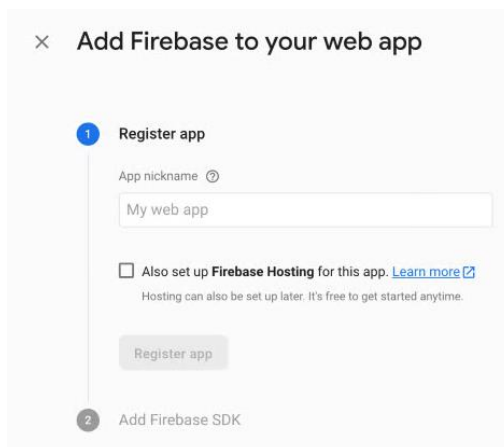 Add Firebase to your web app
1 Register app
App nickname
My web app
Also set up Firebase Hosting for this app. Learn more
Hosting can also be set up later. It's free to get started anytime.
Register app
2 Add Firebase SDK